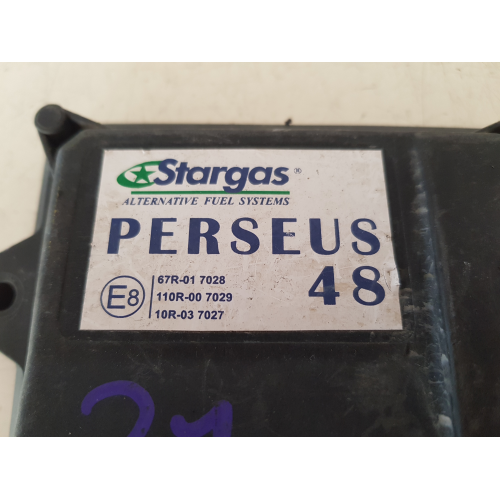 Stargas®
ALTERNATIVE FUEL SYSTEMS
PERSEUS
48
E8
67R-01 7028
110R-00 7029
10R-03 7027